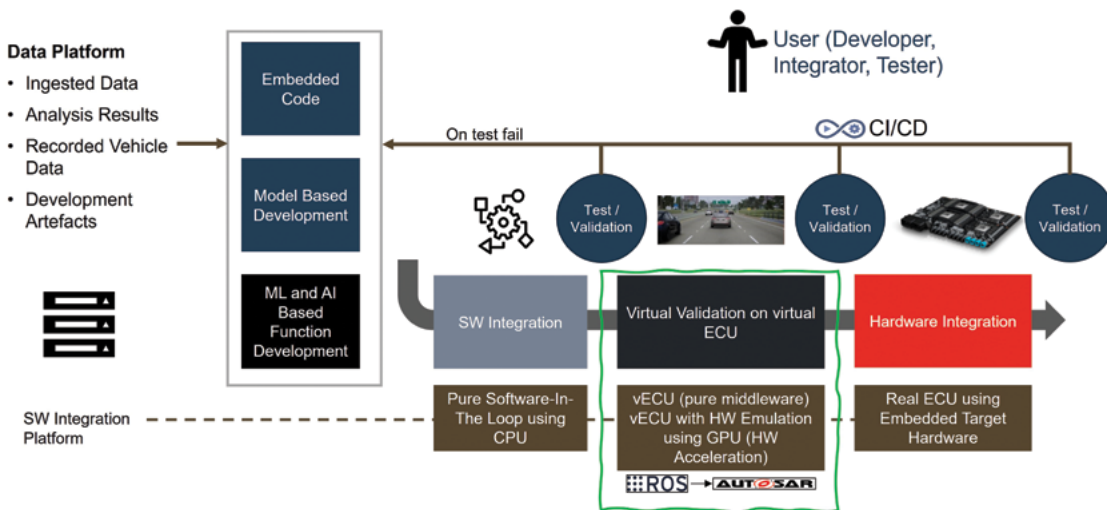 Data Platform
• Ingested Data
• Analysis Results
• Recorded Vehicle
Data
• Development
Artefacts
Embedded
Code
Model Based
Development
ML and AI
Based
Function
Development
User (Developer,
Integrator, Tester)
On test fail
CI/CD
Test /
Validation
Test /
Validation
Test /
Validation
SW Integration
Virtual Validation on virtual
ECU
Hardware Integration
SW Integration
Platform
Pure Software-In-
The Loop using
CPU
vECU (pure middleware)
vECU with HW Emulation
using GPU (HW
Acceleration)
Real ECU using
Embedded Target
Hardware
ROS
AUTOSAR